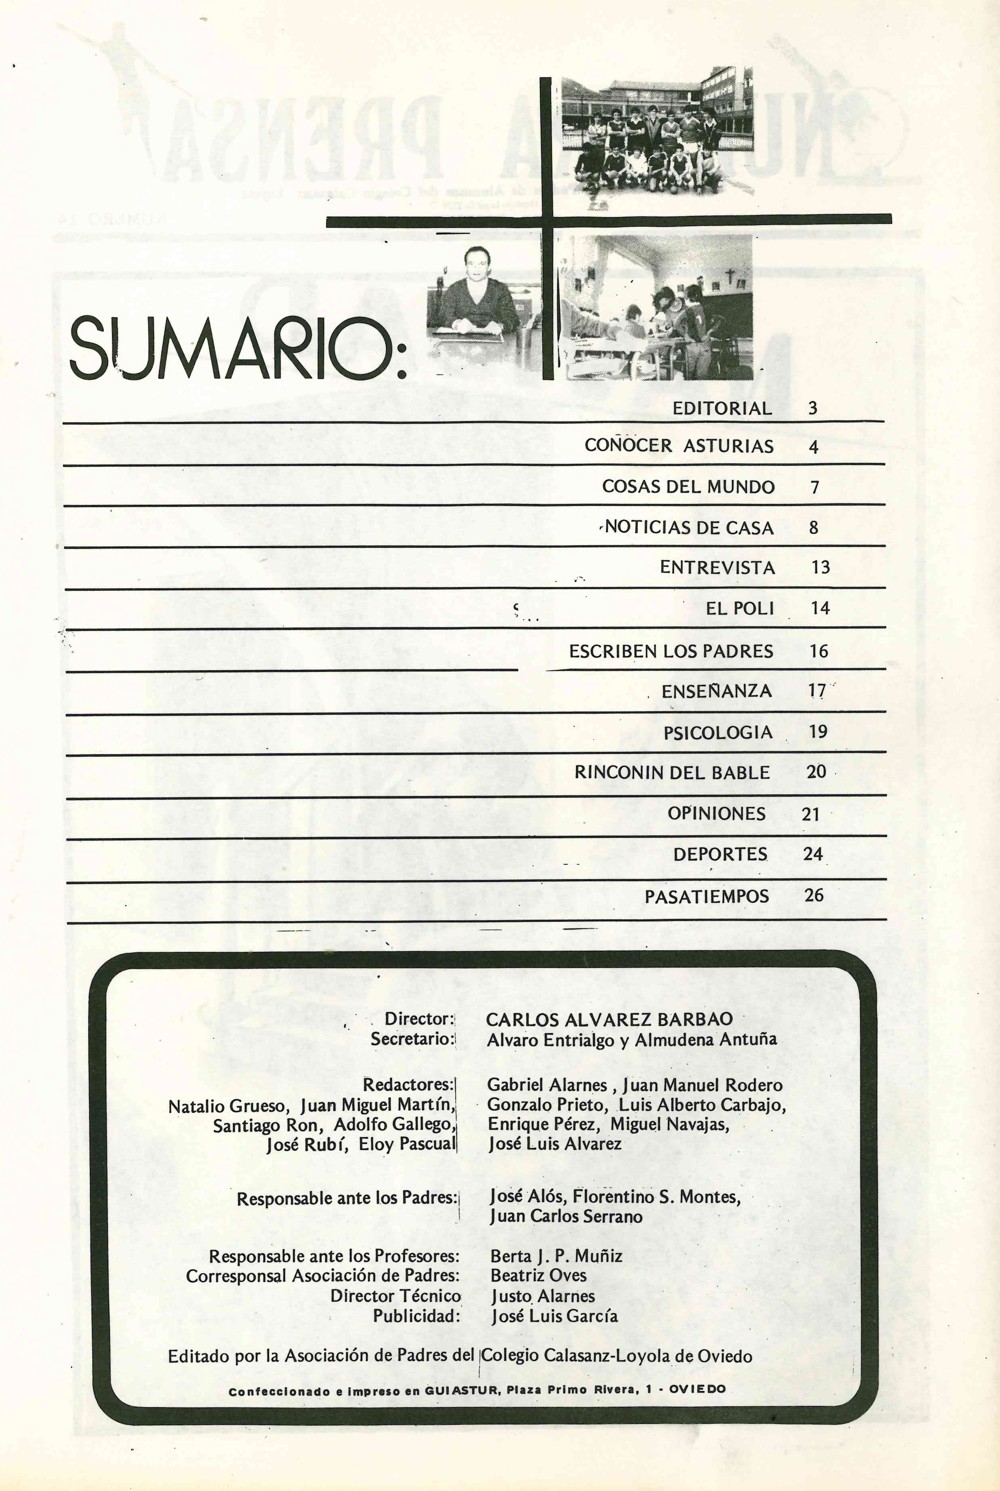 SUMARIO:
EDITORIAL 3
COÑOCER ASTURIAS 4
COSAS DEL MUNDO 7
NOTICIAS DE CASA 8
ENTREVISTA 13
EL POLI 14
ESCRIBEN LOS PADRES 16
ENSEÑANZA 17
PSICOLOGIA 19
RINCONIN DEL BABLE 20
OPINIONES 21
DEPORTES 24
PASATIEMPOS 26
Director: CARLOS ALVAREZ BARBAO
Secretario: Alvaro Entrialgo y Almudena Antuña
Redactores: Gabriel Alarnes, Juan Manuel Rodero
Natalio Grueso, Juan Miguel Martín, Gonzalo Prieto, Luis Alberto Carbajo,
Santiago Ron, Adolfo Gallego, Enrique Pérez, Miguel Navajas,
José Rubí, Eloy Pascual José Luis Alvarez
Responsable ante los Padres: José Alós, Florentino S. Montes,
Juan Carlos Serrano
Responsable ante los Profesores: Berta J. P. Muñiz
Corresponsal Asociación de Padres: Beatriz Oves
Director Técnico Justo Alarnes
Publicidad: José Luis García
Editado por la Asociación de Padres del Colegio Calasanz-Loyola de Oviedo
Confeccionado e impreso en GUIASTUR, Plaza Primo Rivera, 1 - OVIEDO